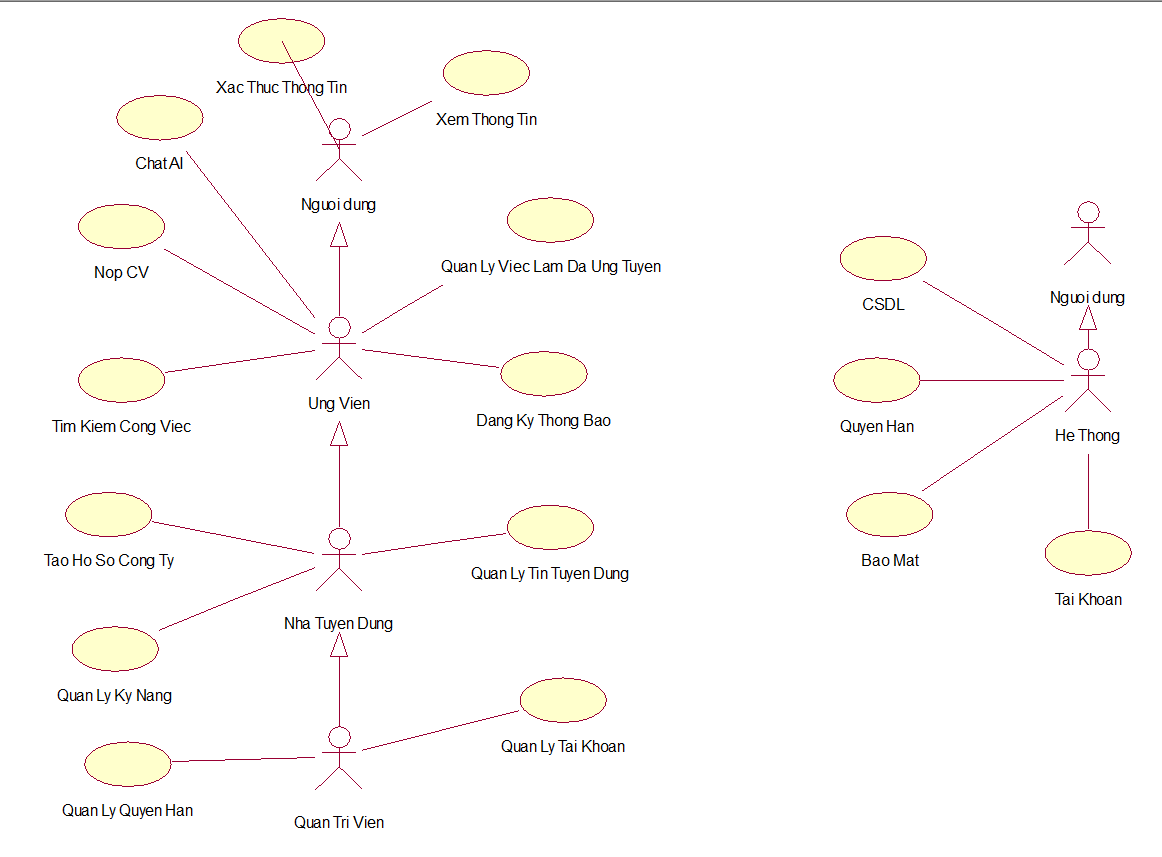 Xac Thuc Thong Tin
Xem Thong Tin
Chat AI
Nguoi dung
Nop CV
Quan Ly Viec Lam Da Ung Tuyen
Ung Vien
Tim Kiem Cong Viec
Dang Ky Thong Bao
Tao Ho So Cong Ty
Quan Ly Tin Tuyen Dung
Nha Tuyen Dung
Quan Ly Ky Nang
Quan Ly Tai Khoan
Quan Ly Quyen Han
Quan Tri Vien
Nguoi dung
CSDL
Quyen Han
He Thong
Bao Mat
Tai Khoan